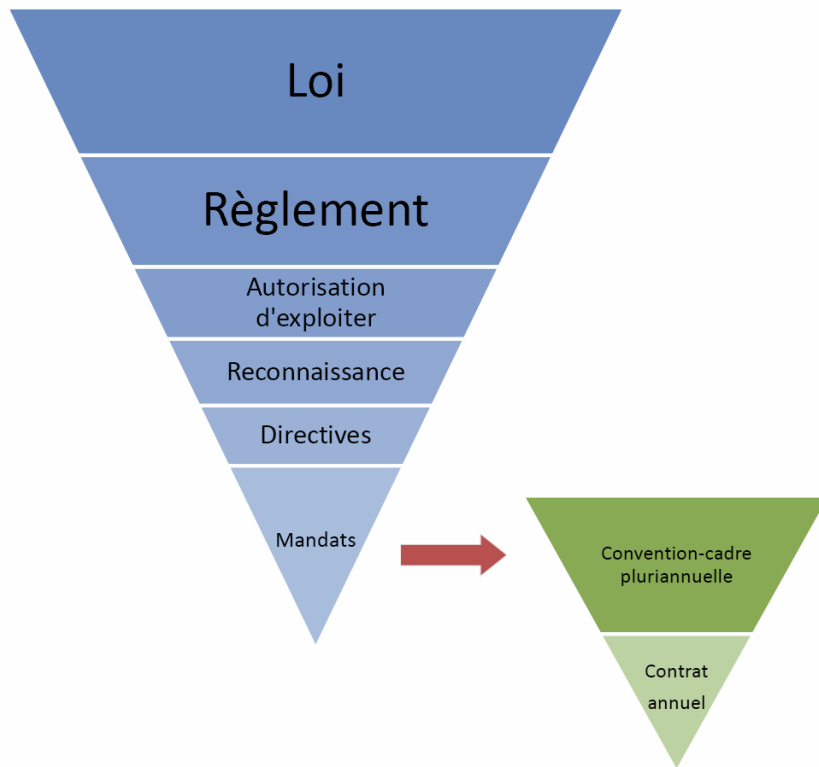 Loi
Règlement
Autorisation
d'exploiter
Reconnaissance
Directives
Mandats
Convention-cadre
pluriannuelle
Contrat
annuel